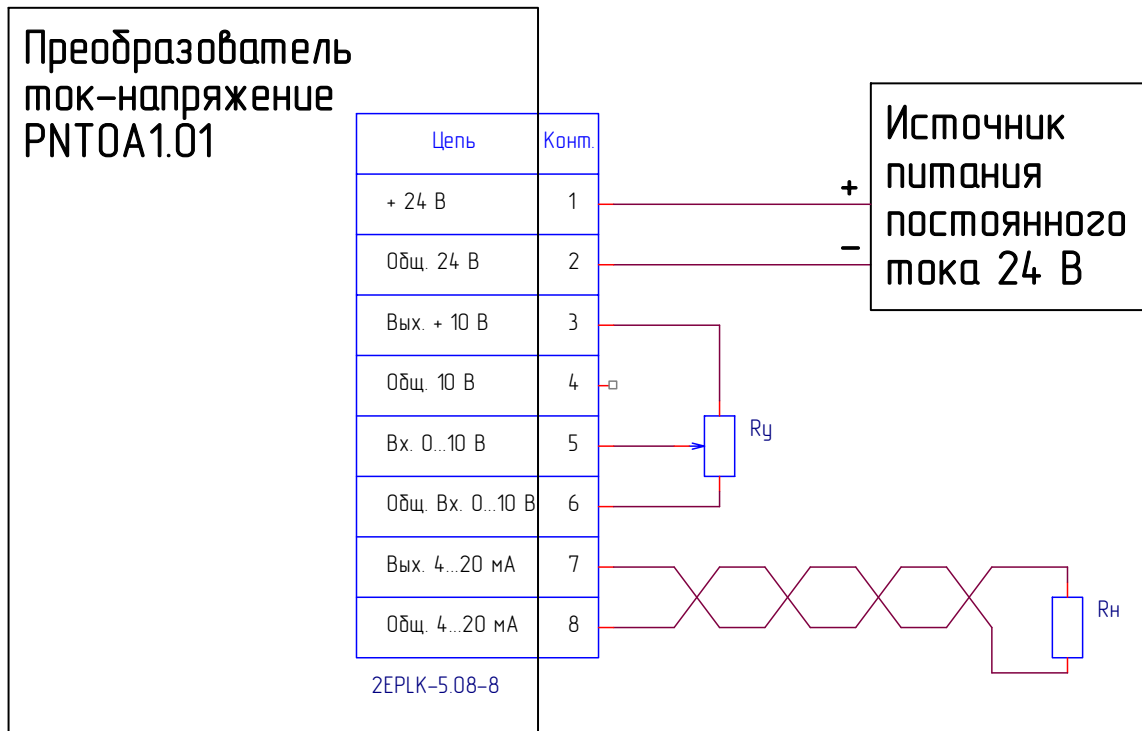 Преобразователь
ток-напряжение
PNTOA1.01
Цепь Конт.
+ 24 В 1
Общ. 24 В 2
Вых. + 10 В 3
Общ. 10 В 4
Вх. 0...10 В 5
Общ. Вх. 0...10 В 6
Вых. 4...20 мА 7
Общ. 4...20 мА 8
2EPLK-5.08-8
+
−
Источник
питания
постоянного
тока 24 В
Rу
Rн